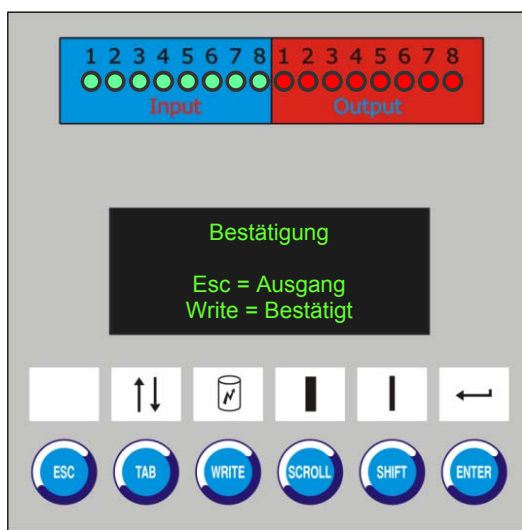 1 2 3 4 5 6 7 8 1 2 3 4 5 6 7 8
Input Output
Bestätigung
Esc = Ausgang
Write = Bestätigt
ESC TAB WRITE SCROLL SHIFT ENTER